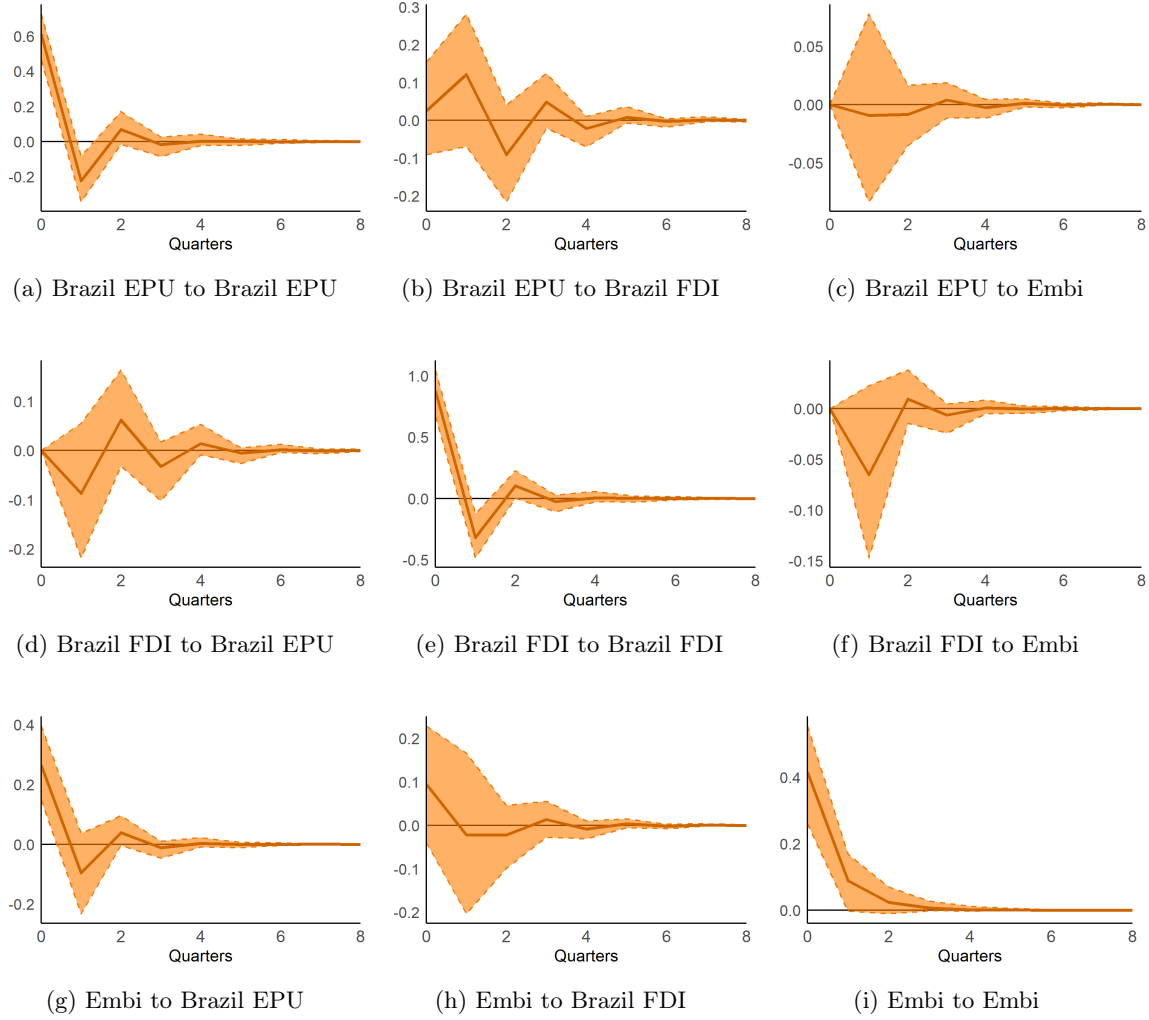 0.6
0.4
0.2
0.0
-0.2
0 2 4 6 8
Quarters
(a) Brazil EPU to Brazil EPU
0.3
0.2
0.1
0.0
-0.1
-0.2
0 2 4 6 8
Quarters
(b) Brazil EPU to Brazil FDI
0.05
0.00
-0.05
0 2 4 6 8
Quarters
(c) Brazil EPU to Embi
0.1
0.0
-0.1
-0.2
0 2 4 6 8
Quarters
(d) Brazil FDI to Brazil EPU
1.0
0.5
0.0
-0.5
0 2 4 6 8
Quarters
(e) Brazil FDI to Brazil FDI
0.00
-0.05
-0.10
-0.15
0 2 4 6 8
Quarters
(f) Brazil FDI to Embi
0.4
0.2
0.0
-0.2
0 2 4 6 8
Quarters
(g) Embi to Brazil EPU
0.2
0.1
0.0
-0.1
-0.2
0 2 4 6 8
Quarters
(h) Embi to Brazil FDI
0.4
0.2
0.0
0 2 4 6 8
Quarters
(i) Embi to Embi